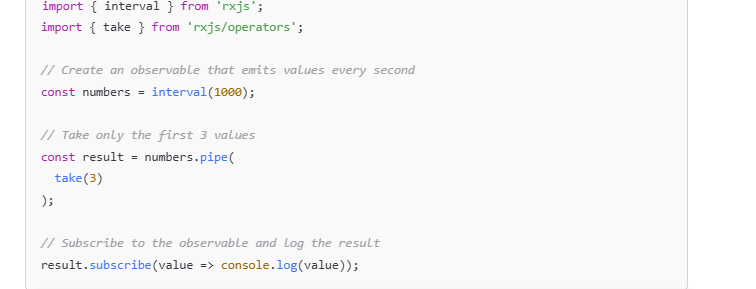 import { interval } from 'rxjs';
import { take } from 'rxjs/operators';
// Create an observable that emits values every second
const numbers = interval(1000);
// Take only the first 3 values
const result = numbers.pipe(
take(3)
);
// Subscribe to the observable and log the result
result.subscribe(value => console.log(value));